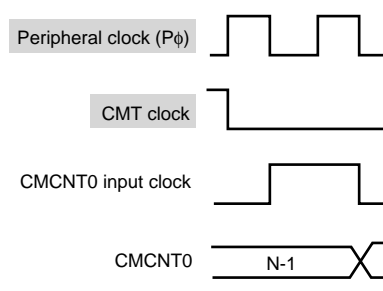 Peripheral clock (Pϕ)
CMT clock
CMCNT0 input clock
CMCNT0
N-1